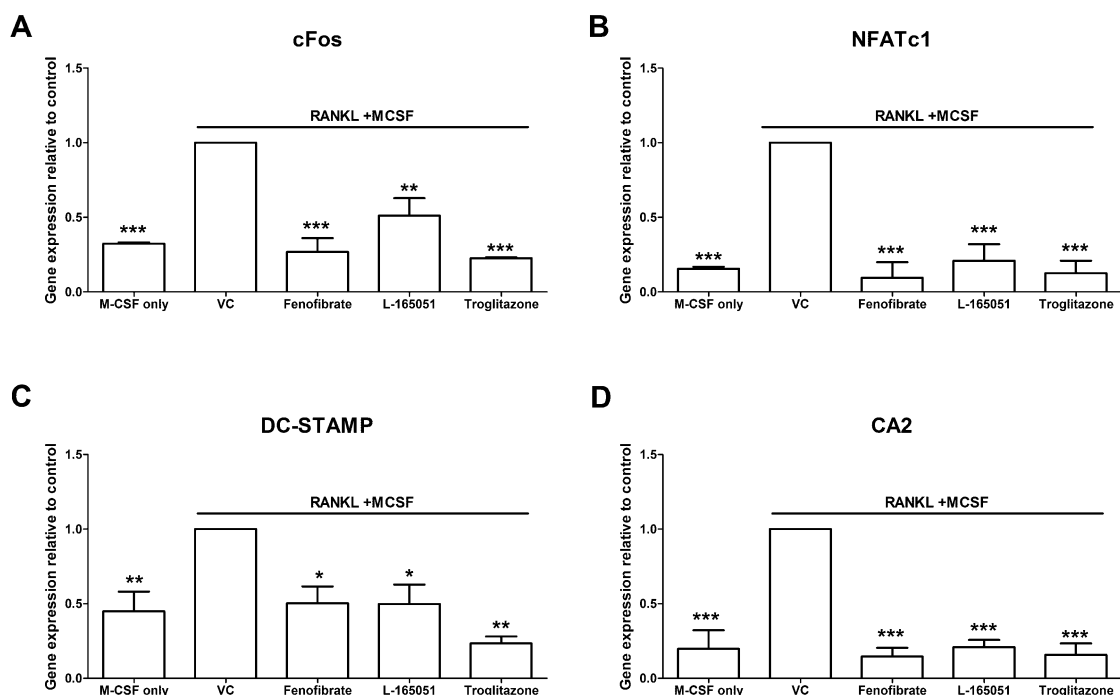 A
cFos
Gene expression relative to control
1.5
1.0
0.5
0.0
RANKL +MCSF
***
***
**
***
M-CSF only VC Fenofibrate L-165051 Troglitazone
B
NFATc1
Gene expression relative to control
1.5
1.0
0.5
0.0
RANKL +MCSF
***
***
***
***
M-CSF only VC Fenofibrate L-165051 Troglitazone
C
DC-STAMP
Gene expression relative to control
1.5
1.0
0.5
0.0
RANKL +MCSF
**
*
*
**
M-CSF only VC Fenofibrate L-165051 Troglitazone
D
CA2
Gene expression relative to control
1.5
1.0
0.5
0.0
RANKL +MCSF
***
***
***
***
M-CSF only VC Fenofibrate L-165051 Troglitazone